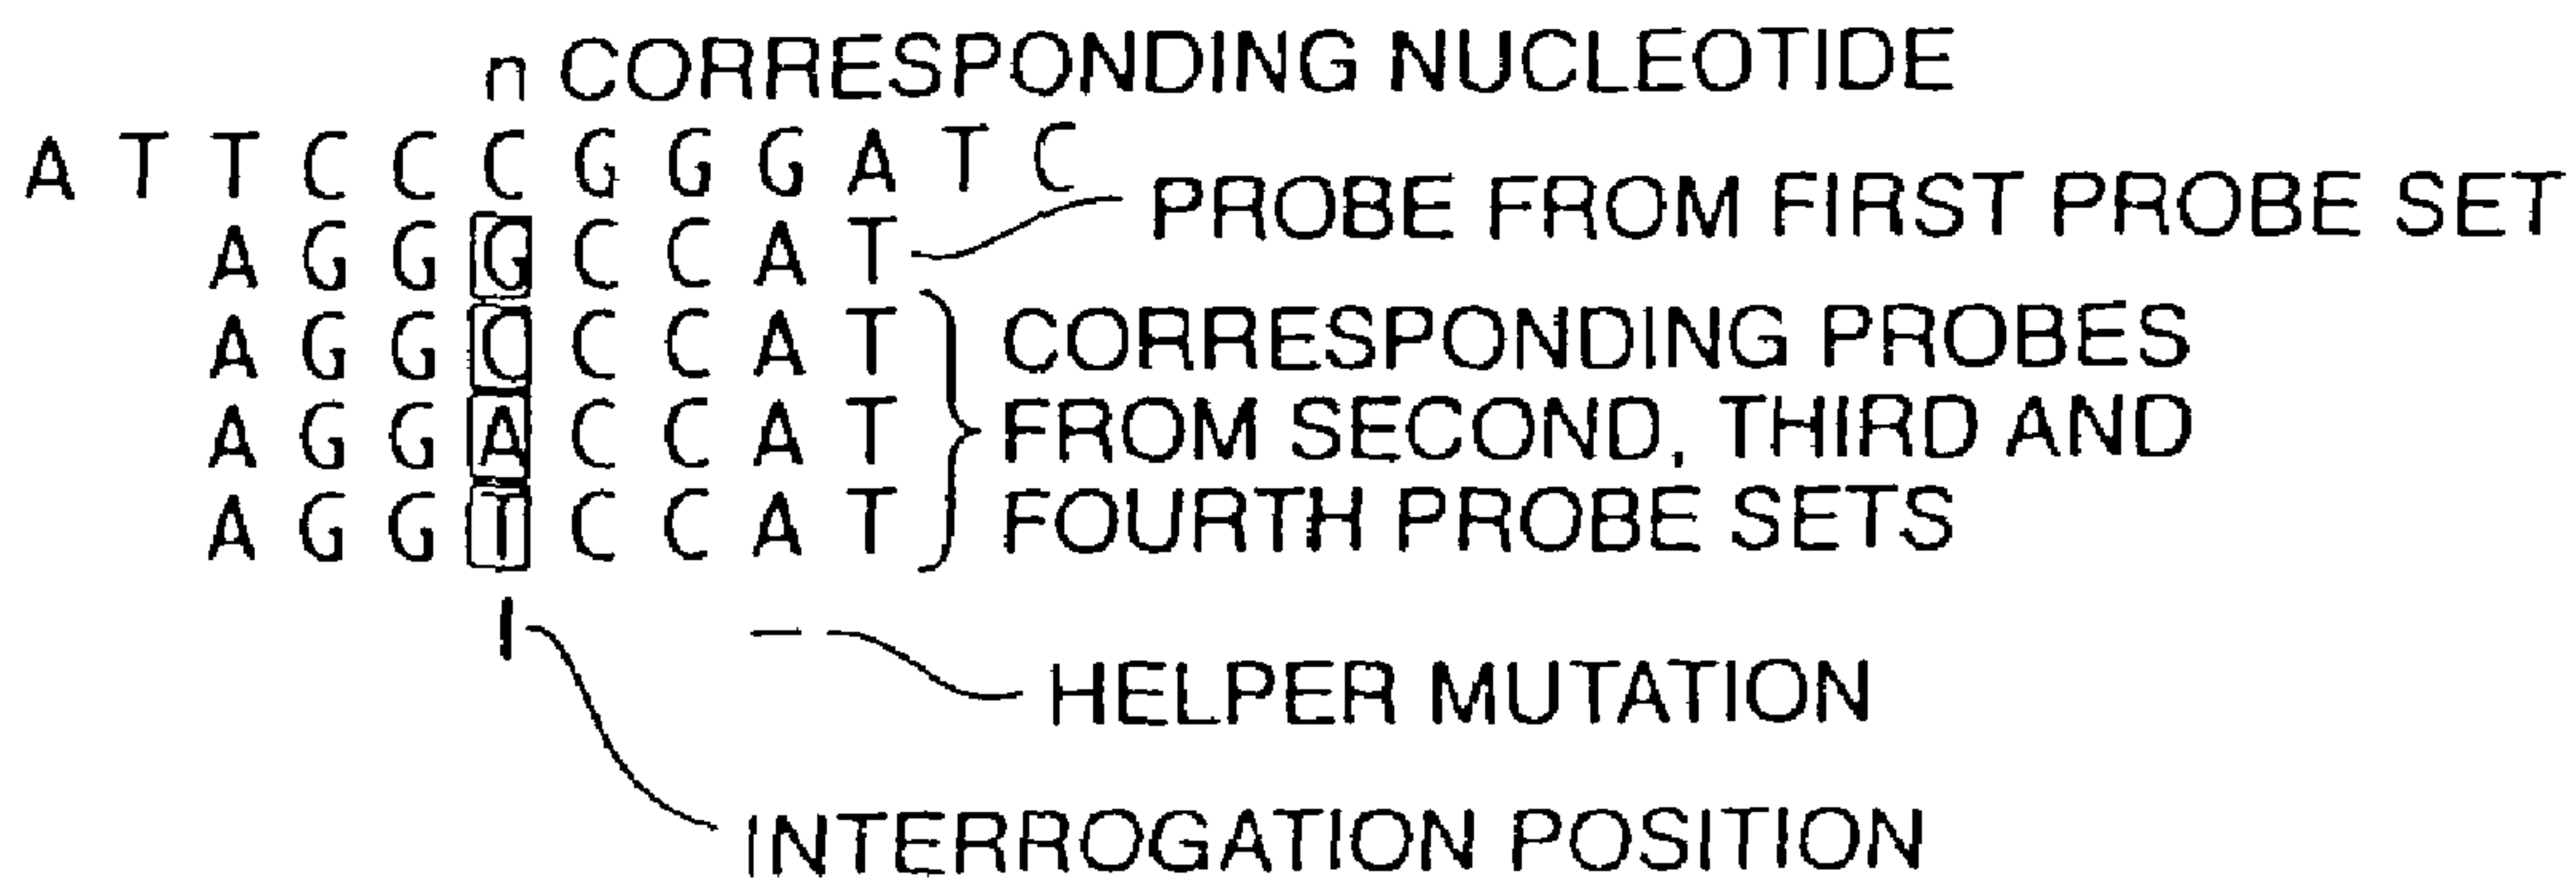 n CORRESPONDING NUCLEOTIDE
A T T C C C G G G A T C
PROBE FROM FIRST PROBE SET
A G G G C C A T
A G G C C C A T
CORRESPONDING PROBES
A G G A C C A T
FROM SECOND, THIRD AND
A G G T C C A T
FOURTH PROBE SETS
I
HELPER MUTATION
INTERROGATION POSITION